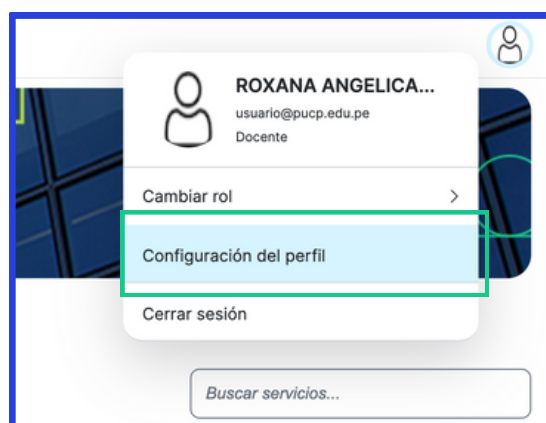 ROXANA ANGELICA...
usuario@pucp.edu.pe
Docente
Cambiar rol
Configuración del perfil
Cerrar sesión
Buscar servicios...